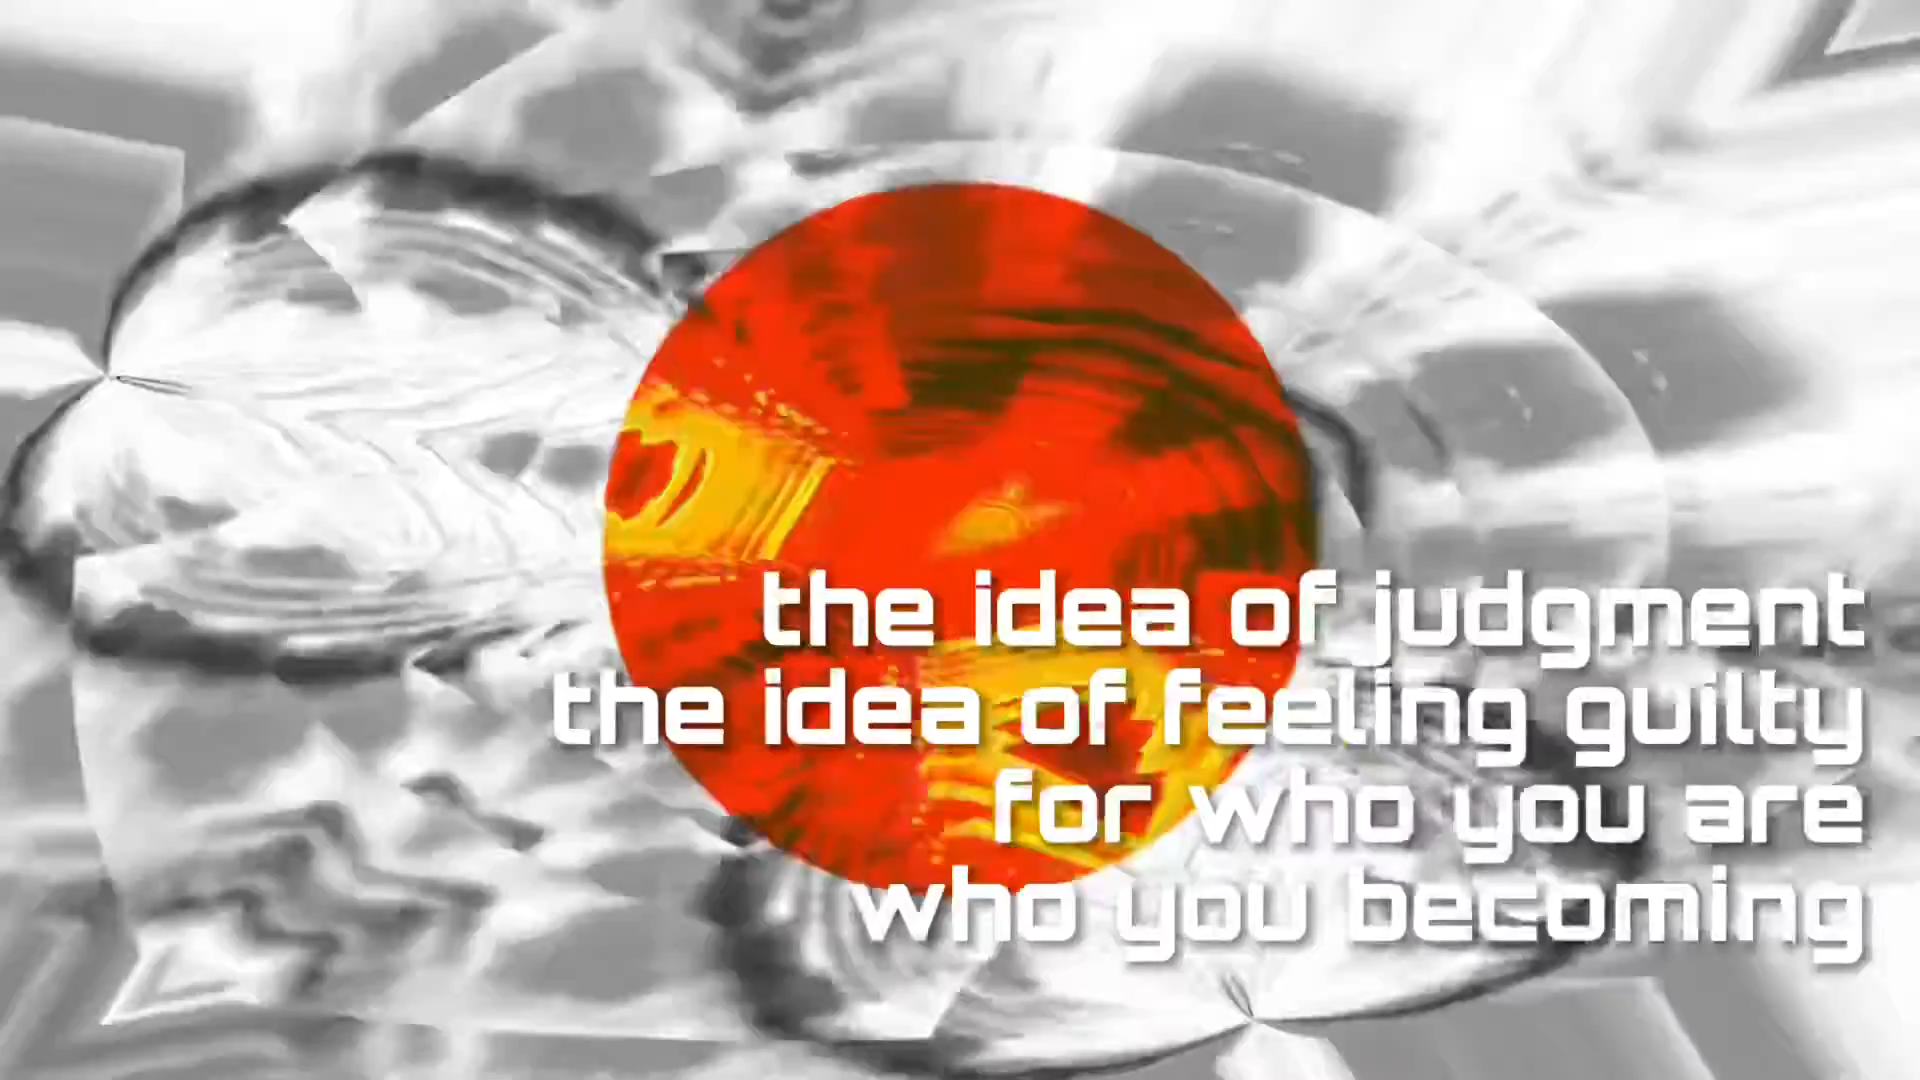 the idea of judgment
the idea of feeling guilty
for who you are
who you becoming